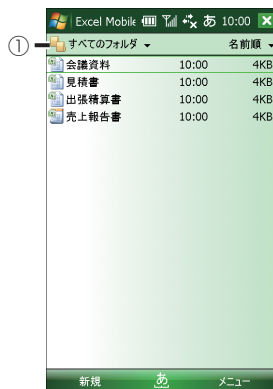 Excel Mobile あ 10:00
① すべてのフォルダ 名前順
会議資料 10:00 4KB
見積書 10:00 4KB
出張精算書 10:00 4KB
売上報告書 10:00 4KB
新規 あ メニュー